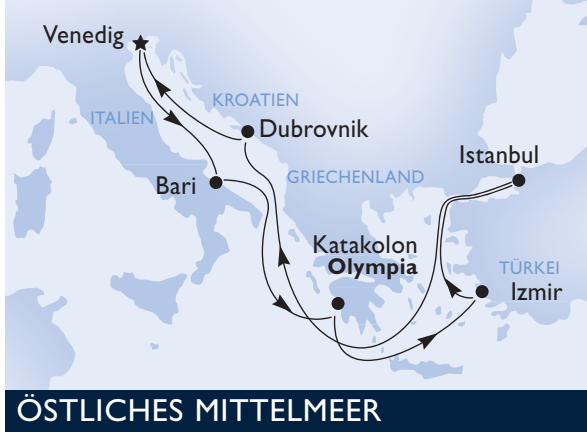 Venedig
KROATIEN
ITALIEN
Dubrovnik
Istanbul
Bari
GRIECHENLAND
Katakolon
Olympia
TÜRKEI
Izmir
ÖSTLICHES MITTELMEER